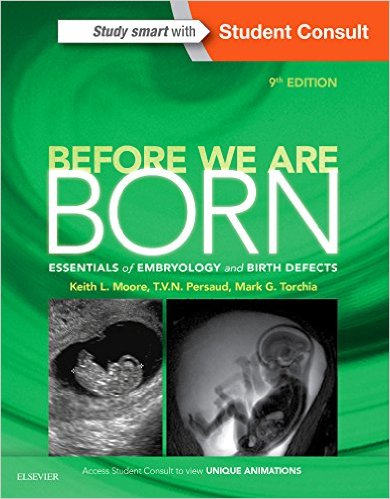 Study smart with Student Consult
9th EDITION
BEFORE WE ARE
BORN
ESSENTIALS of EMBRYOLOGY and BIRTH DEFECTS
Keith L. Moore, T.V.N. Persaud, Mark G. Torchia
ELSEVIER
Access Student Consult to view UNIQUE ANIMATIONS